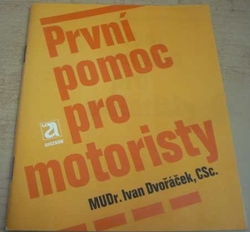 První
pomoc
pro
motoristy
MUDr. Ivan Dvořáček, CSc.